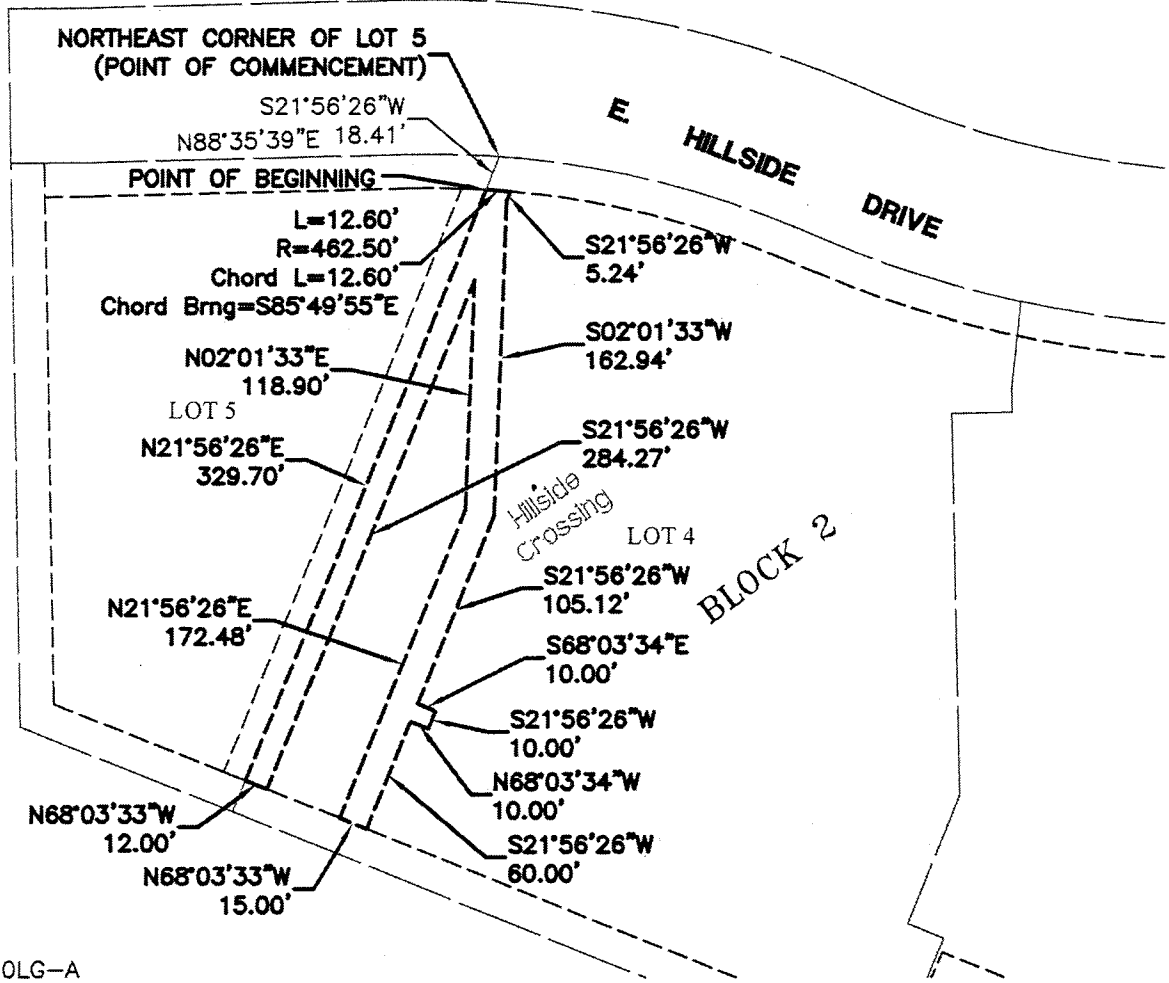 NORTHEAST CORNER OF LOT 5
(POINT OF COMMENCEMENT)
S21°56'26"W
N88°35'39"E 18.41'
POINT OF BEGINNING
L=12.60'
R=462.50'
Chord L=12.60'
Chord Brng=S85°49'55"E
E. HILLSIDE DRIVE
S21°56'26"W
5.24'
S02°01'33"W
162.94'
N02°01'33"E
118.90'
LOT 5
N21°56'26"E
329.70'
S21°56'26"W
284.27'
Hillside
Crossing
LOT 4
BLOCK 2
S21°56'26"W
105.12'
N21°56'26"E
172.48'
S68°03'34"E
10.00'
S21°56'26"W
10.00'
N68°03'34"W
10.00'
N68°03'33"W
12.00'
S21°56'26"W
60.00'
N68°03'33"W
15.00'
OLG-A